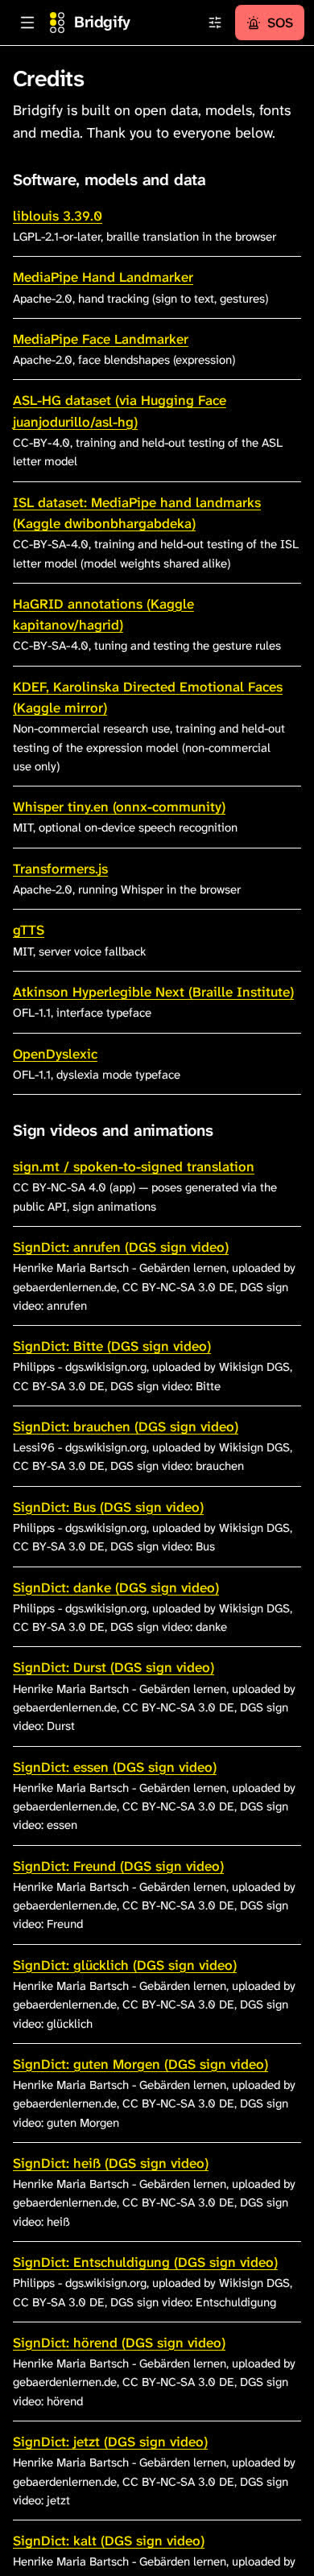 Bridgify
SOS
Credits
Bridgify is built on open data, models, fonts
and media. Thank you to everyone below.
Software, models and data
liblouis 3.39.0
LGPL-2.1-or-later, braille translation in the browser
MediaPipe Hand Landmarker
Apache-2.0, hand tracking (sign to text, gestures)
MediaPipe Face Landmarker
Apache-2.0, face blendshapes (expression)
ASL-HG dataset (via Hugging Face
juanjodurillo/asl-hg)
CC-BY-4.0, training and held-out testing of the ASL
letter model
ISL dataset: MediaPipe hand landmarks
(Kaggle dwibonbhargabdeka)
CC-BY-SA-4.0, training and held-out testing of the ISL
letter model (model weights shared alike)
HaGRID annotations (Kaggle
kapitanov/hagrid)
CC-BY-SA-4.0, tuning and testing the gesture rules
KDEF, Karolinska Directed Emotional Faces
(Kaggle mirror)
Non-commercial research use, training and held-out
testing of the expression model (non-commercial
use only)
Whisper tiny.en (onnx-community)
MIT, optional on-device speech recognition
Transformers.js
Apache-2.0, running Whisper in the browser
gTTS
MIT, server voice fallback
Atkinson Hyperlegible Next (Braille Institute)
OFL-1.1, interface typeface
OpenDyslexic
OFL-1.1, dyslexia mode typeface
Sign videos and animations
sign.mt / spoken-to-signed translation
CC BY-NC-SA 4.0 (app) — poses generated via the
public API, sign animations
SignDict: anrufen (DGS sign video)
Henrike Maria Bartsch - Gebärden lernen, uploaded by
gebaerdenlernen.de, CC BY-NC-SA 3.0 DE, DGS sign
video: anrufen
SignDict: Bitte (DGS sign video)
Philipps - dgs.wikisign.org, uploaded by Wikisign DGS,
CC BY-SA 3.0 DE, DGS sign video: Bitte
SignDict: brauchen (DGS sign video)
Lessi96 - dgs.wikisign.org, uploaded by Wikisign DGS,
CC BY-SA 3.0 DE, DGS sign video: brauchen
SignDict: Bus (DGS sign video)
Philipps - dgs.wikisign.org, uploaded by Wikisign DGS,
CC BY-SA 3.0 DE, DGS sign video: Bus
SignDict: danke (DGS sign video)
Philipps - dgs.wikisign.org, uploaded by Wikisign DGS,
CC BY-SA 3.0 DE, DGS sign video: danke
SignDict: Durst (DGS sign video)
Henrike Maria Bartsch - Gebärden lernen, uploaded by
gebaerdenlernen.de, CC BY-NC-SA 3.0 DE, DGS sign
video: Durst
SignDict: essen (DGS sign video)
Henrike Maria Bartsch - Gebärden lernen, uploaded by
gebaerdenlernen.de, CC BY-NC-SA 3.0 DE, DGS sign
video: essen
SignDict: Freund (DGS sign video)
Henrike Maria Bartsch - Gebärden lernen, uploaded by
gebaerdenlernen.de, CC BY-NC-SA 3.0 DE, DGS sign
video: Freund
SignDict: glücklich (DGS sign video)
Henrike Maria Bartsch - Gebärden lernen, uploaded by
gebaerdenlernen.de, CC BY-NC-SA 3.0 DE, DGS sign
video: glücklich
SignDict: guten Morgen (DGS sign video)
Henrike Maria Bartsch - Gebärden lernen, uploaded by
gebaerdenlernen.de, CC BY-NC-SA 3.0 DE, DGS sign
video: guten Morgen
SignDict: heiß (DGS sign video)
Henrike Maria Bartsch - Gebärden lernen, uploaded by
gebaerdenlernen.de, CC BY-NC-SA 3.0 DE, DGS sign
video: heiß
SignDict: Entschuldigung (DGS sign video)
Philipps - dgs.wikisign.org, uploaded by Wikisign DGS,
CC BY-SA 3.0 DE, DGS sign video: Entschuldigung
SignDict: hörend (DGS sign video)
Henrike Maria Bartsch - Gebärden lernen, uploaded by
gebaerdenlernen.de, CC BY-NC-SA 3.0 DE, DGS sign
video: hörend
SignDict: jetzt (DGS sign video)
Henrike Maria Bartsch - Gebärden lernen, uploaded by
gebaerdenlernen.de, CC BY-NC-SA 3.0 DE, DGS sign
video: jetzt
SignDict: kalt (DGS sign video)
Henrike Maria Bartsch - Gebärden lernen, uploaded by